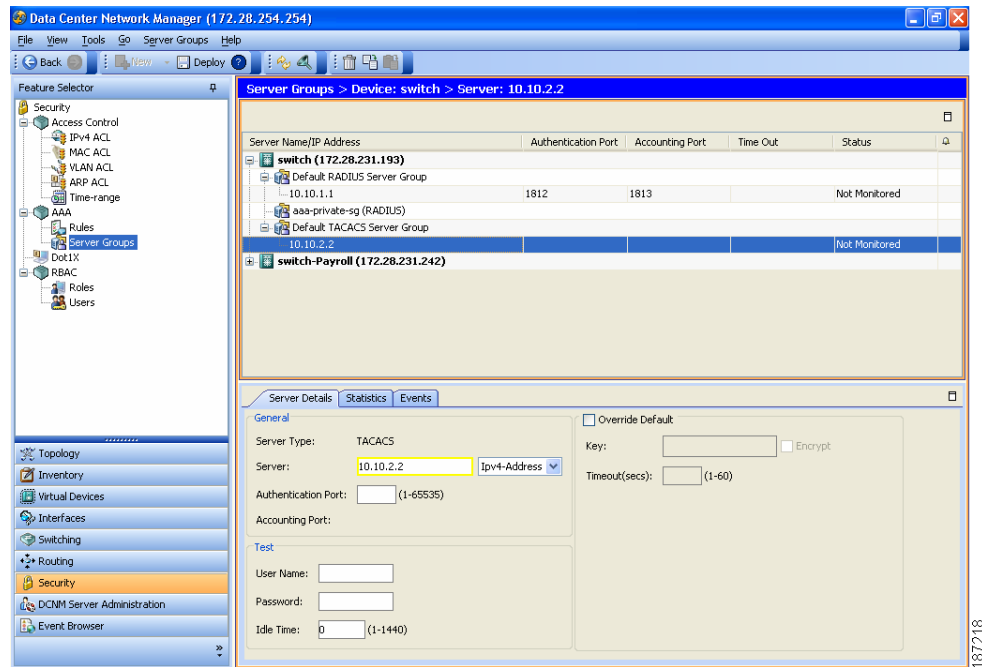 Data Center Network Manager (172.28.254.254)
File View Tools Go Server Groups Help
Back New Deploy ?
Feature Selector
Server Groups > Device: switch > Server: 10.10.2.2
Security
Access Control
IPv4 ACL
MAC ACL
VLAN ACL
ARP ACL
Time-range
AAA
Rules
Server Groups
Dot1X
RBAC
Roles
Users
Server Name/IP Address Authentication Port Accounting Port Time Out Status
switch (172.28.231.193)
Default RADIUS Server Group
10.10.1.1 1812 1813 Not Monitored
aaa-private-sg (RADIUS)
Default TACACS Server Group
10.10.2.2 Not Monitored
switch-Payroll (172.28.231.242)
Topology
Inventory
Virtual Devices
Interfaces
Switching
Routing
Security
DCNM Server Administration
Event Browser
»
Server Details Statistics Events
General
Server Type: TACACS
Server: 10.10.2.2 Ipv4-Address
Authentication Port: (1-65535)
Accounting Port:
Test
User Name:
Password:
Idle Time: 0 (1-1440)
Override Default
Key: Encrypt
Timeout(secs): (1-60)
187218